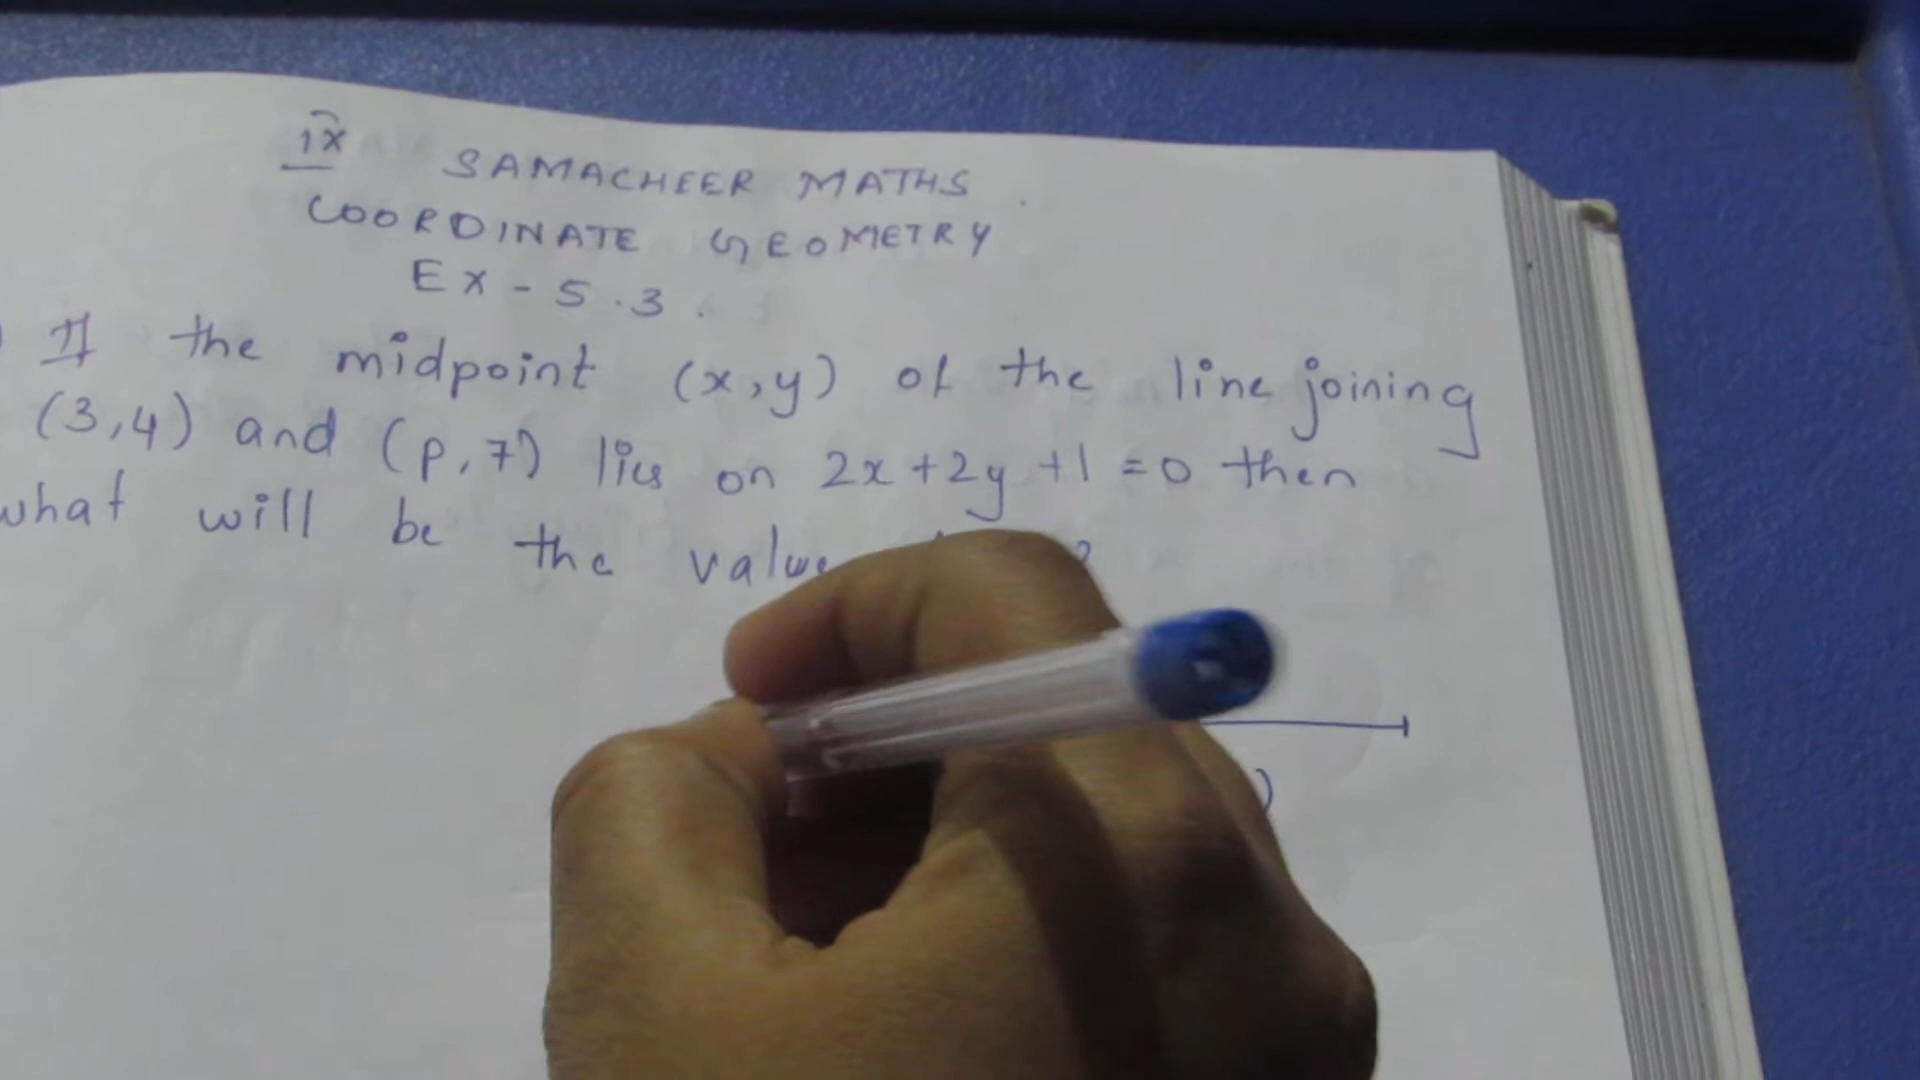 IX SAMACHEER MATHS
COORDINATE GEOMETRY
EX - 5.3.
) If the midpoint (x,y) of the line joining
(3,4) and (p,7) lies on 2x+2y+1=0 then
what will be the value ?
)